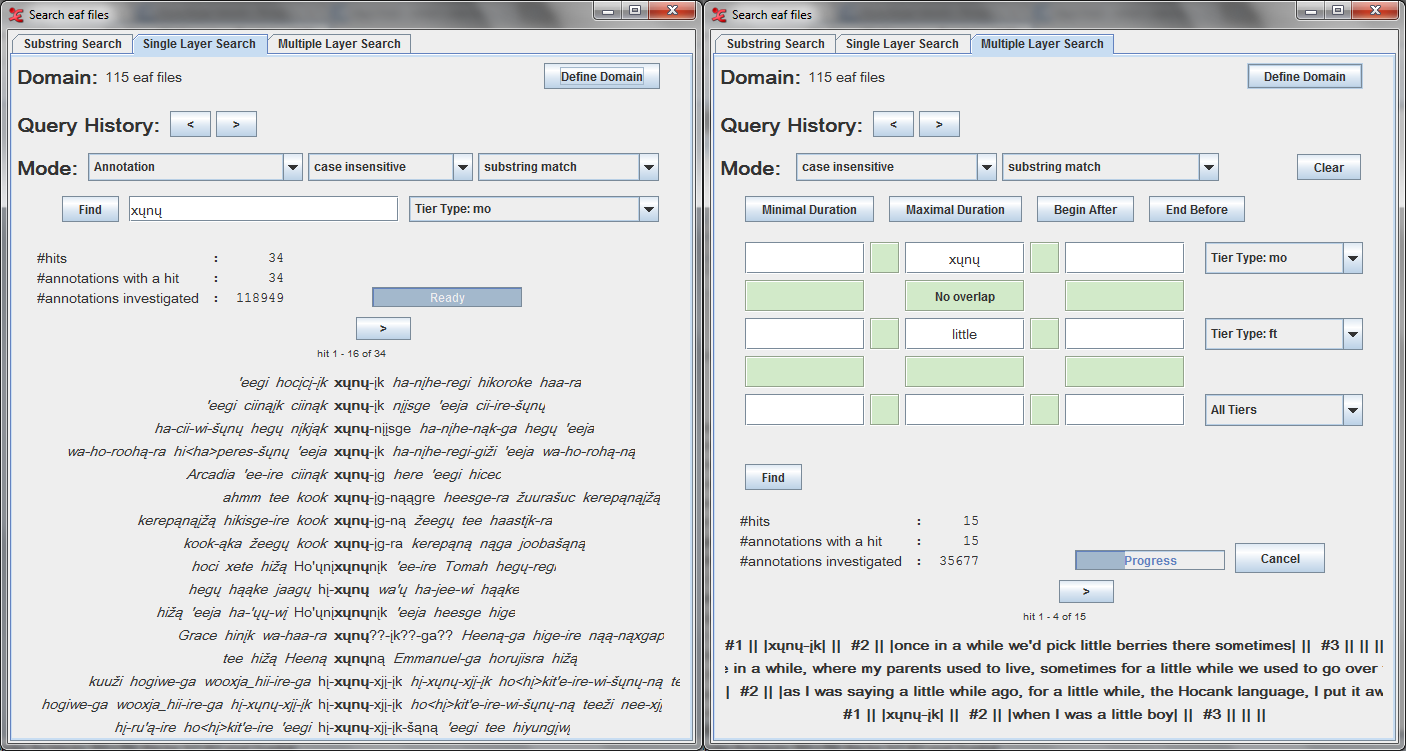 Search eaf files
Substring Search Single Layer Search Multiple Layer Search
Domain: 115 eaf files Define Domain
Query History: < >
Mode: Annotation case insensitive substring match
Find xųnų Tier Type: mo
#hits : 34
#annotations with a hit : 34
#annotations investigated : 118949 Ready
>
hit 1 - 16 of 34
'eegi hocįcį-įk xųnų-įk ha-nįhe-regi hikoroke haa-ra
'eegi ciinąįk ciinąk xųnų-įk nįįsge 'eeja cii-ire-šųnų
ha-cii-wi-šųnų hegų nįkjąk xųnų-nįįsge ha-nįhe-nąk-ga hegų 'eeja
wa-ho-roohą-ra hi<ha>peres-šųnų 'eeja xųnų-įk ha-nįhe-regi-giži 'eeja wa-ho-rohą-ną
Arcadia 'ee-ire ciinąk xųnų-įg here 'eegi hicec
ahmm tee kook xųnų-įg-nąągre heesge-ra žuurašuc kerepąnąįžą
kerepąnąįžą hikisge-ire kook xųnų-įg-ną žeegų tee haastįk-ra
kook-ąka žeegų kook xųnų-įg-ra kerepąną nąga joobašąną
hoci xete hižą Ho'ųnįxųnųnįk 'ee-ire Tomah hegų-regi
hegų hąąke jaagų hį-xųnų wa'ų ha-jee-wi hąąke
hižą 'eeja ha-'ųų-wį Ho'ųnįxųnųnįk 'eeja heesge hige
Grace hinįk wa-haa-ra xųnų??-įk??-ga?? Heeną-ga hige-ire nąą-nąxgap
tee hižą Heeną xųnųną Emmanuel-ga horujisra hižą
kuuži hogiwe-ga wooxja_hii-ire-ga hį-xųnų-xjį-įk hį-xųnų-xjį-įk ho<hį>kit'e-ire-wi-šųnų-ną
hogiwe-ga wooxja_hii-ire-ga hį-xųnų-xjį-įk hį-xųnų-xjį-įk ho<hį>kit'e-ire-wi-šųnų-ną teeži nee-xjį
hį-ru'ą-ire ho<hį>kit'e-ire 'eegi hį-xųnų-xjį-įk-šąną 'eegi tee hiyungįwį
Search eaf files
Substring Search Single Layer Search Multiple Layer Search
Domain: 115 eaf files Define Domain
Query History: < >
Mode: case insensitive substring match Clear
Minimal Duration Maximal Duration Begin After End Before
xųnų Tier Type: mo
No overlap
little Tier Type: ft
All Tiers
Find
#hits : 15
#annotations with a hit : 15
#annotations investigated : 35677 Progress Cancel
>
hit 1 - 4 of 15
#1 || |xųnų-įk| || #2 || |once in a while we'd pick little berries there sometimes| || #3 || || ||
e in a while, where my parents used to live, sometimes for a little while we used to go over
| #2 || |as I was saying a little while ago, for a little while, the Hocank language, I put it aw
#1 || |xųnų-įk| || #2 || |when I was a little boy| || #3 || || ||